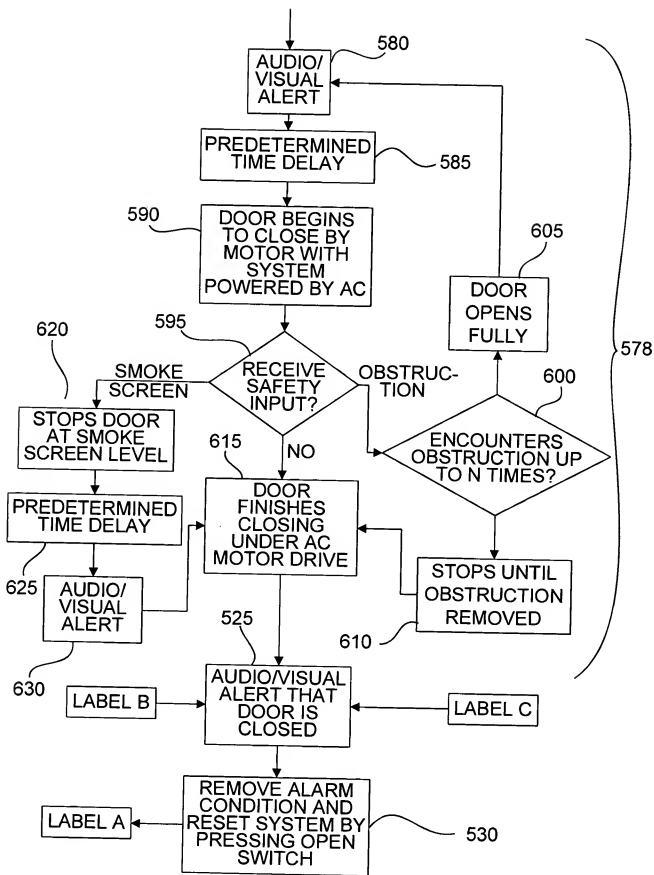 580
AUDIO/
VISUAL
ALERT
PREDETERMINED
TIME DELAY
585
590
DOOR BEGINS
TO CLOSE BY
MOTOR WITH
SYSTEM
POWERED BY AC
605
DOOR
OPENS
FULLY
578
595
620
SMOKE
SCREEN
RECEIVE
SAFETY
INPUT?
OBSTRUC-
TION
600
STOPS DOOR
AT SMOKE
SCREEN LEVEL
ENCOUNTERS
OBSTRUCTION UP
TO N TIMES?
615
NO
PREDETERMINED
TIME DELAY
625
DOOR
FINISHES
CLOSING
UNDER AC
MOTOR DRIVE
STOPS UNTIL
OBSTRUCTION
REMOVED
610
AUDIO/
VISUAL
ALERT
630
525
LABEL B
AUDIO/VISUAL
ALERT THAT
DOOR IS
CLOSED
LABEL C
LABEL A
REMOVE ALARM
CONDITION AND
RESET SYSTEM BY
PRESSING OPEN
SWITCH
530